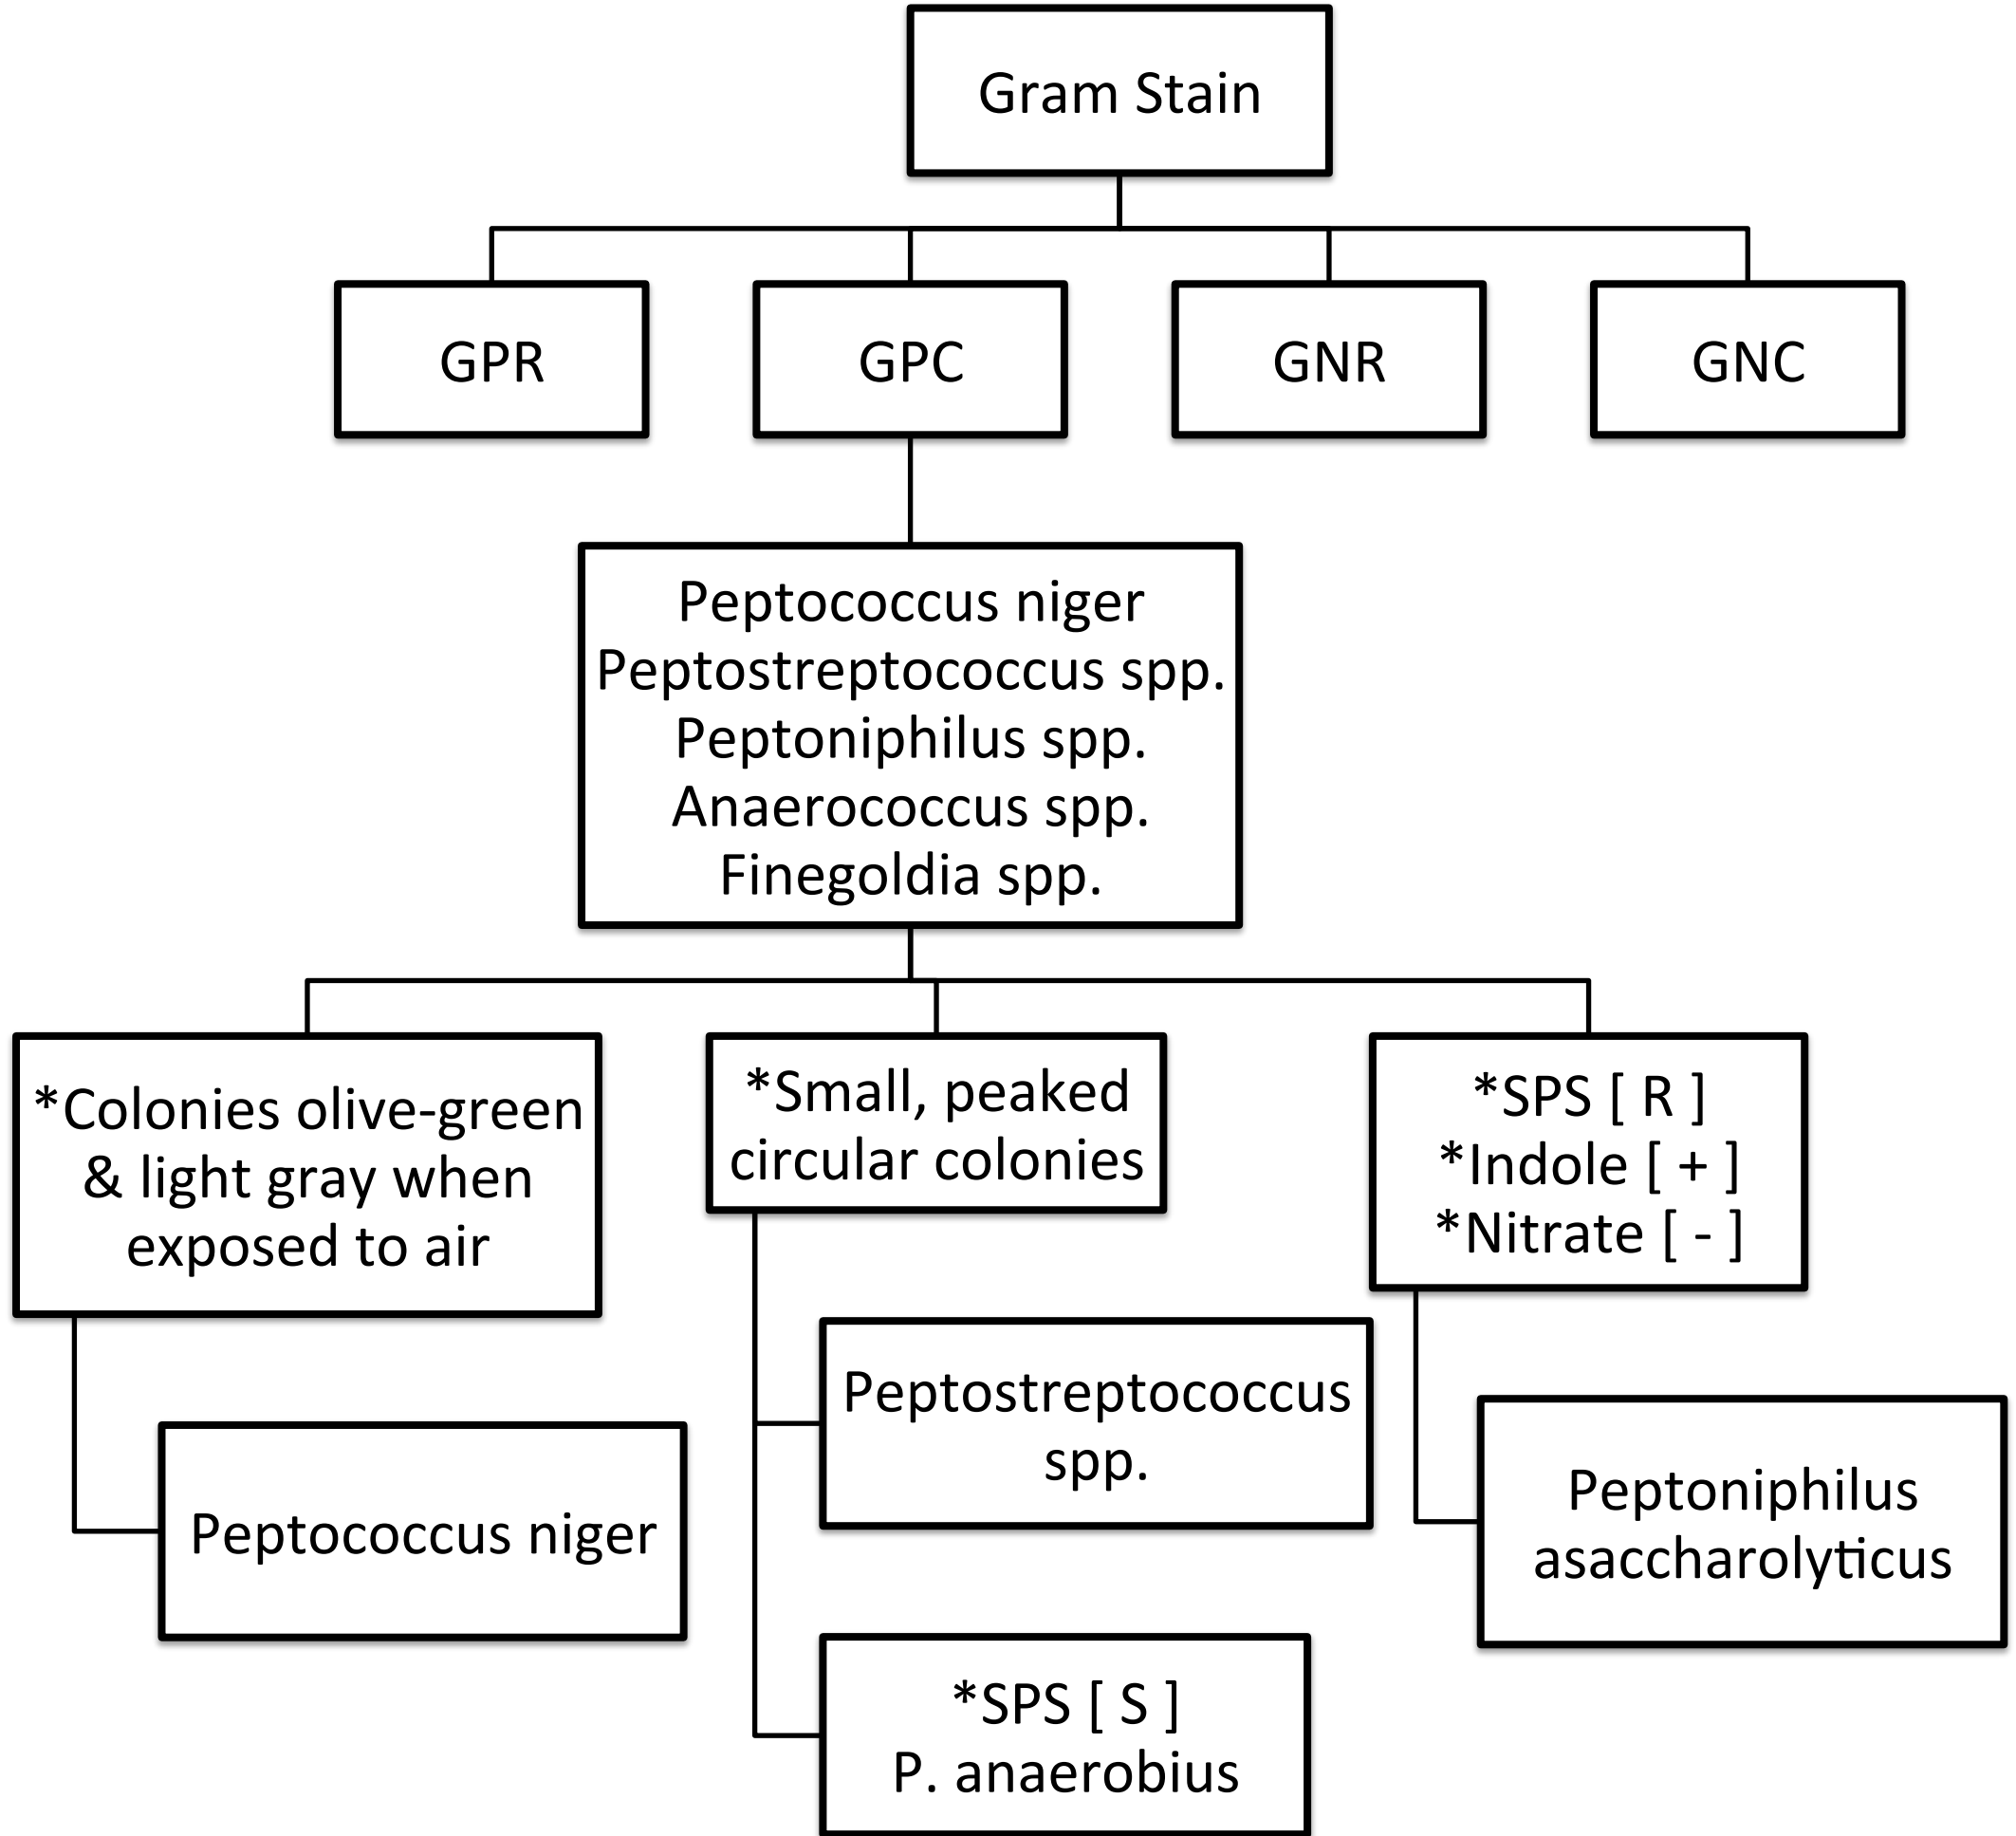 Gram Stain
GPR
GPC
GNR
GNC
Peptococcus niger
Peptostreptococcus spp.
Peptoniphilus spp.
Anaerococcus spp.
Finegoldia spp.
*Colonies olive-green
& light gray when
exposed to air
Peptococcus niger
*Small, peaked
circular colonies
Peptostreptococcus
spp.
*SPS [ S ]
P. anaerobius
*SPS [ R ]
*Indole [ + ]
*Nitrate [ - ]
Peptoniphilus
asaccharolyticus